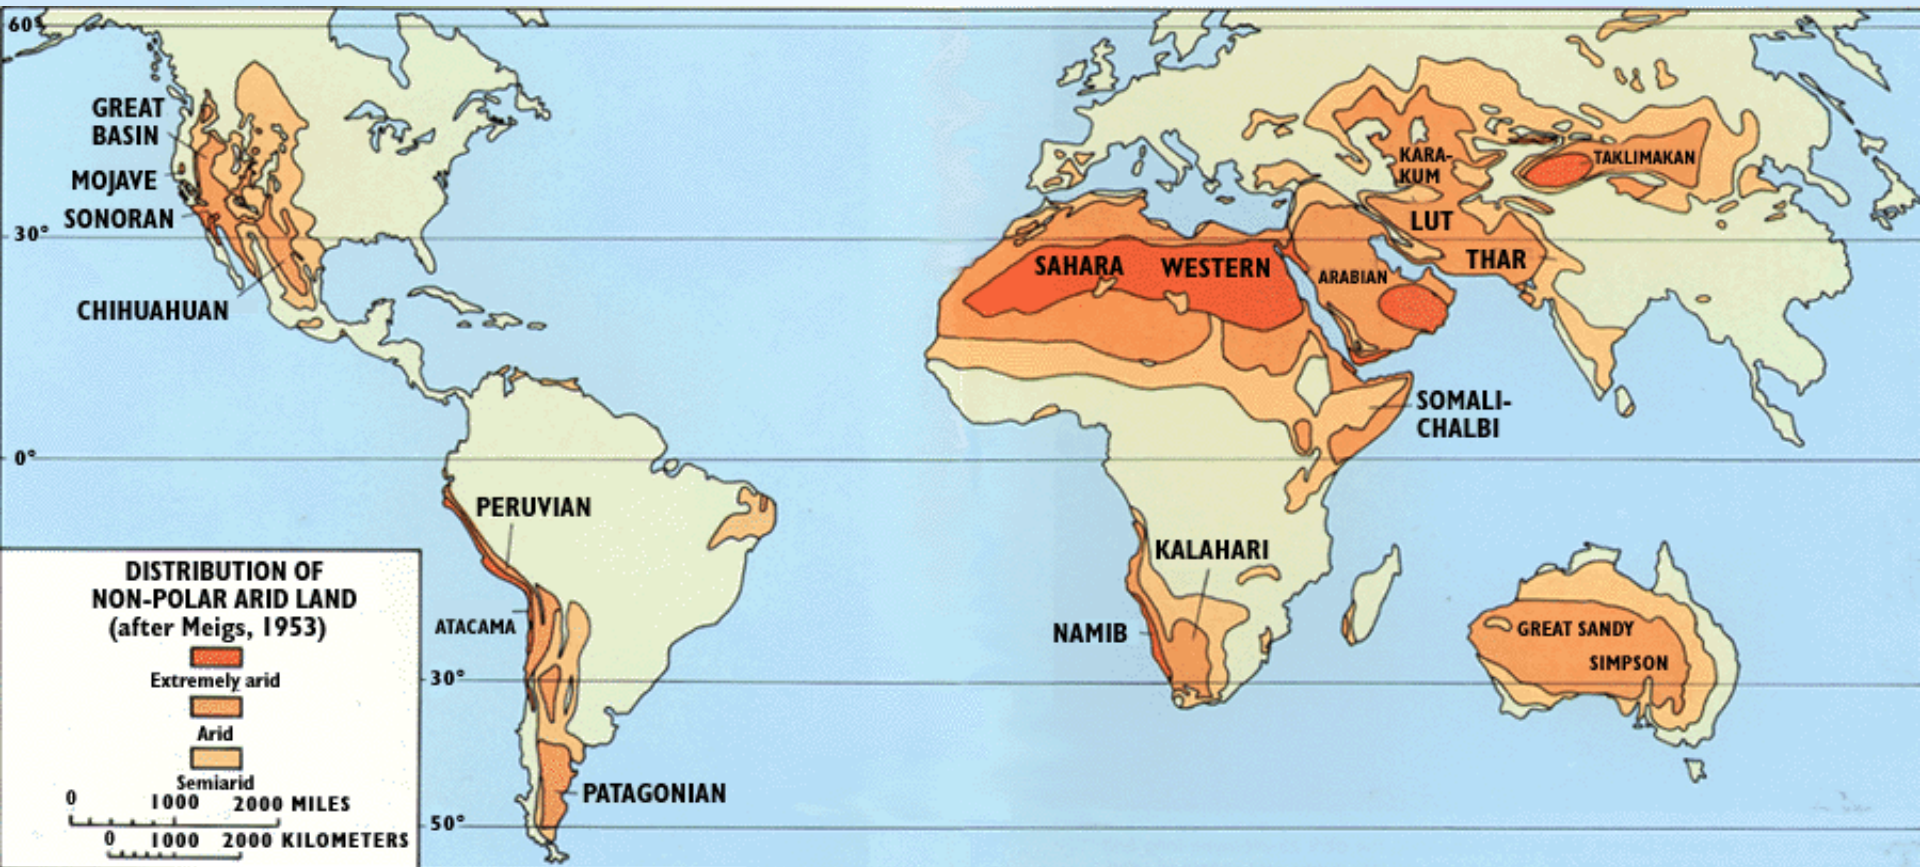 60°
GREAT
BASIN
MOJAVE
SONORAN
30°
CHIHUAHUAN
0°
PERUVIAN
ATACAMA
30°
PATAGONIAN
50°
KARA-
KUM
TAKLIMAKAN
LUT
THAR
SAHARA
WESTERN
ARABIAN
SOMALI-
CHALBI
KALAHARI
NAMIB
GREAT SANDY
SIMPSON
DISTRIBUTION OF
NON-POLAR ARID LAND
(after Meigs, 1953)
Extremely arid
Arid
Semiarid
0 1000 2000 MILES
0 1000 2000 KILOMETERS